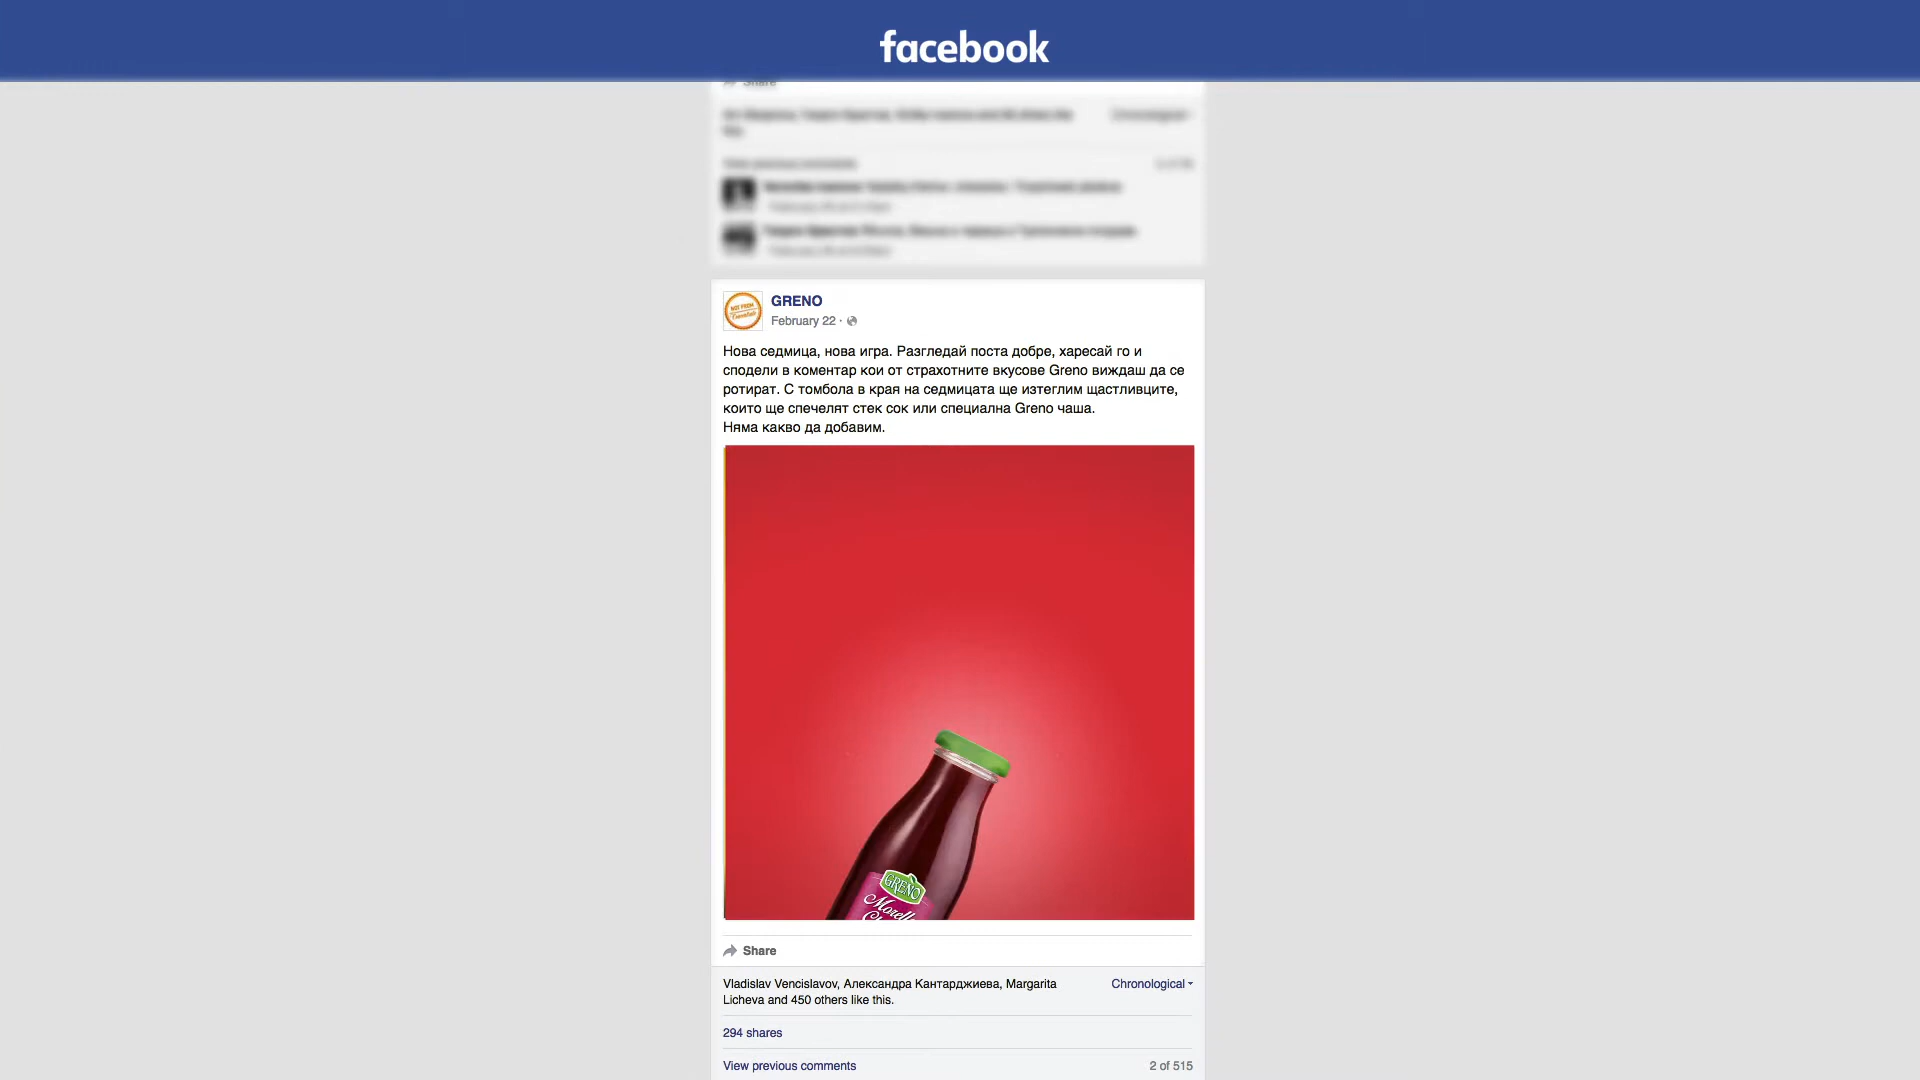 facebook
Share
GRENO
February 22 ·
Нова седмица, нова игра. Разгледай поста добре, харесай го и
сподели в коментар кои от страхотните вкусове Greno виждаш да се
ротират. С томбола в края на седмицата ще изтеглим щастливците,
които ще спечелят стек сок или специална Greno чаша.
Няма какво да добавим.
GRENO
Share
Vladislav Vencislavov, Александра Кантарджиева, Margarita
Licheva and 450 others like this.
Chronological
294 shares
View previous comments
2 of 515